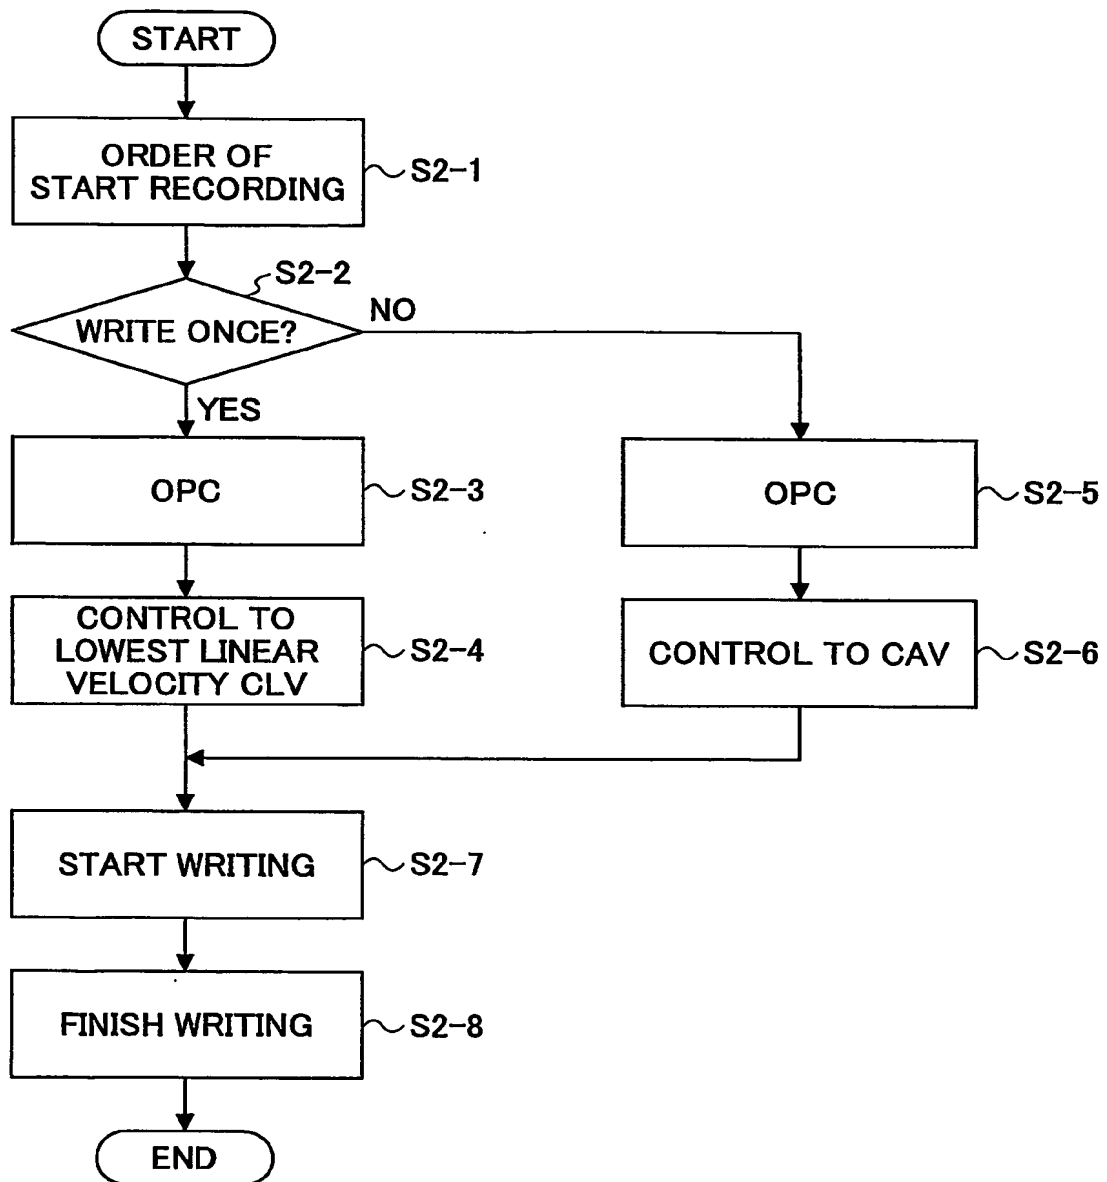 START
ORDER OF
START RECORDING
S2-1
S2-2
WRITE ONCE?
NO
YES
OPC
S2-3
OPC
S2-5
CONTROL TO
LOWEST LINEAR
VELOCITY CLV
S2-4
CONTROL TO CAV
S2-6
START WRITING
S2-7
FINISH WRITING
S2-8
END